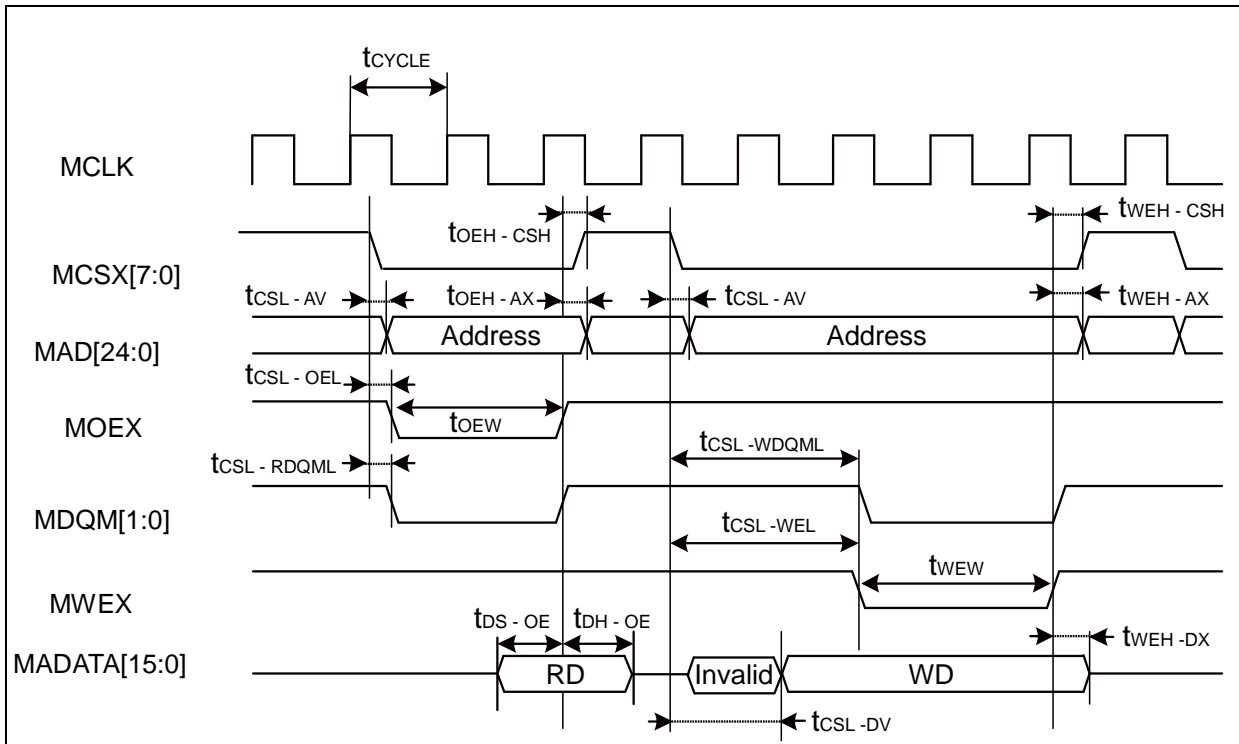 tCYCLE
MCLK
tOEH - CSH
tWEH - CSH
MCSX[7:0]
tCSL - AV
tOEH - AX
tCSL - AV
tWEH - AX
MAD[24:0]
Address
Address
tCSL - OEL
MOEX
tOEW
tCSL -WDQML
tCSL - RDQML
MDQM[1:0]
tCSL -WEL
tWEW
MWEX
tDS - OE
tDH - OE
tWEH -DX
MADATA[15:0]
RD
Invalid
WD
tCSL -DV